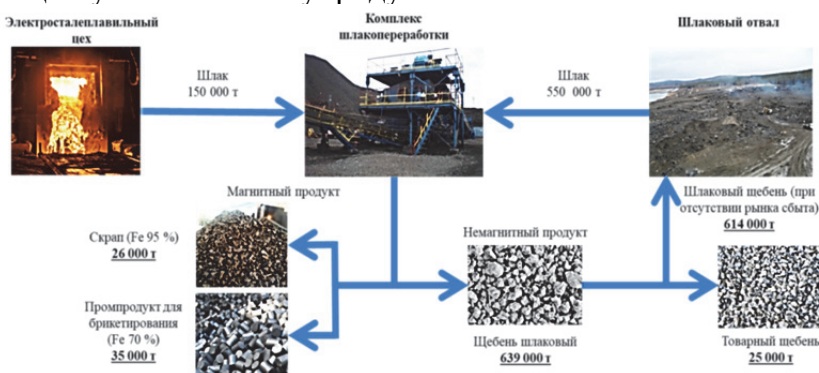 Электросталеплавильный
цех
Комплекс
шлакопереработки
Шлаковый отвал
Шлак
150 000 т
Шлак
550 000 т
Магнитный продукт
Скрап (Fe 95 %)
26 000 т
Промпродукт для
брикетирования
(Fe 70 %)
35 000 т
Немагнитный продукт
Щебень шлаковый
639 000 т
Шлаковый щебень (при
отсутствии рынка сбыта)
614 000 т
Товарный щебень
25 000 т